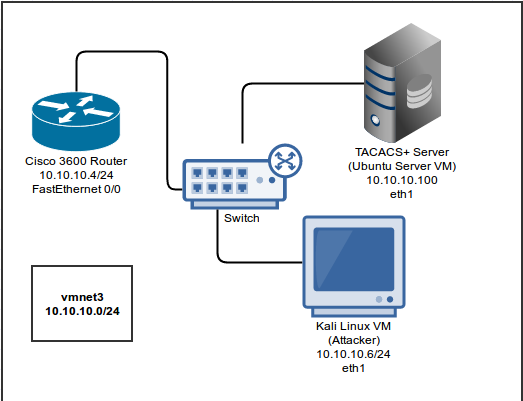 Cisco 3600 Router
10.10.10.4/24
FastEthernet 0/0
TACACS+ Server
(Ubuntu Server VM)
10.10.10.100
eth1
Switch
vmnet3
10.10.10.0/24
Kali Linux VM
(Attacker)
10.10.10.6/24
eth1